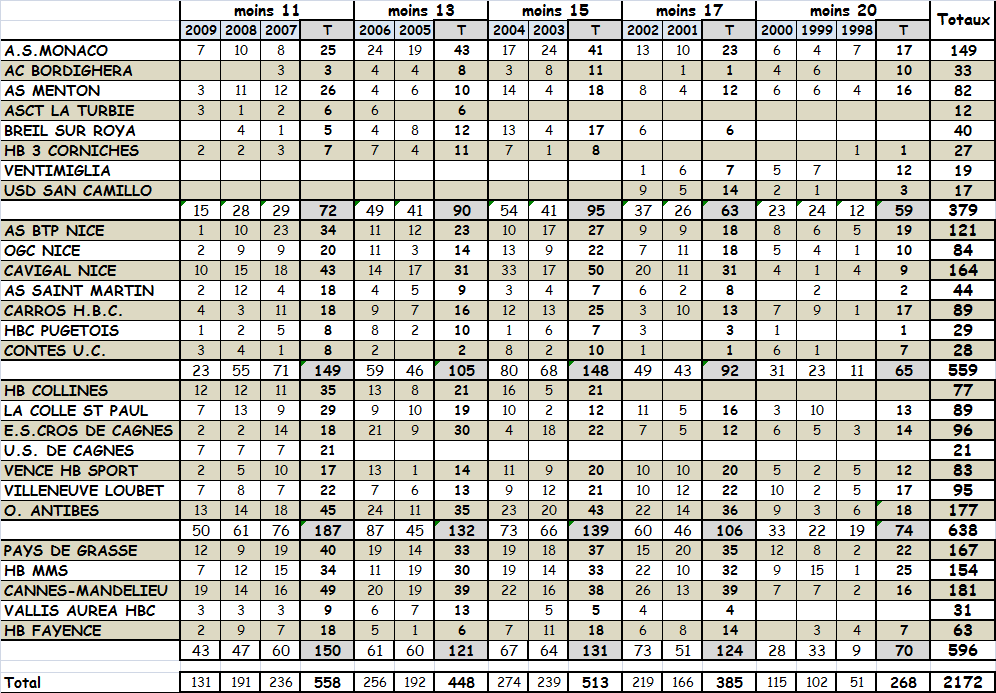 moins 11 moins 13 moins 15 moins 17 moins 20 Totaux
2009 2008 2007 T 2006 2005 T 2004 2003 T 2002 2001 T 2000 1999 1998 T
A.S.MONACO 7 10 8 25 24 19 43 17 24 41 13 10 23 6 4 7 17 149
AC BORDIGHERA 3 3 4 4 8 3 8 11 1 1 4 6 10 33
AS MENTON 3 11 12 26 4 6 10 14 4 18 8 4 12 6 6 4 16 82
ASCT LA TURBIE 3 1 2 6 6 6 12
BREIL SUR ROYA 4 1 5 4 8 12 13 4 17 6 6 40
HB 3 CORNICHES 2 2 3 7 7 4 11 7 1 8 1 1 27
VENTIMIGLIA 1 6 7 5 7 12 19
USD SAN CAMILLO 9 5 14 2 1 3 17
15 28 29 72 49 41 90 54 41 95 37 26 63 23 24 12 59 379
AS BTP NICE 1 10 23 34 11 12 23 10 17 27 9 9 18 8 6 5 19 121
OGC NICE 2 9 9 20 11 3 14 13 9 22 7 11 18 5 4 1 10 84
CAVIGAL NICE 10 15 18 43 14 17 31 33 17 50 20 11 31 4 1 4 9 164
AS SAINT MARTIN 2 12 4 18 4 5 9 3 4 7 6 2 8 2 2 44
CARROS H.B.C. 4 3 11 18 9 7 16 12 13 25 3 10 13 7 9 1 17 89
HBC PUGETOIS 1 2 5 8 8 2 10 1 6 7 3 3 1 1 29
CONTES U.C. 3 4 1 8 2 2 8 2 10 1 1 6 1 7 28
23 55 71 149 59 46 105 80 68 148 49 43 92 31 23 11 65 559
HB COLLINES 12 12 11 35 13 8 21 16 5 21 77
LA COLLE ST PAUL 7 13 9 29 9 10 19 10 2 12 11 5 16 3 10 13 89
E.S.CROS DE CAGNES 2 2 14 18 21 9 30 4 18 22 7 5 12 6 5 3 14 96
U.S. DE CAGNES 7 7 7 21 21
VENCE HB SPORT 2 5 10 17 13 1 14 11 9 20 10 10 20 5 2 5 12 83
VILLENEUVE LOUBET 7 8 7 22 7 6 13 9 12 21 10 12 22 10 2 5 17 95
O. ANTIBES 13 14 18 45 24 11 35 23 20 43 22 14 36 9 3 6 18 177
50 61 76 187 87 45 132 73 66 139 60 46 106 33 22 19 74 638
PAYS DE GRASSE 12 9 19 40 19 14 33 19 18 37 15 20 35 12 8 2 22 167
HB MMS 7 12 15 34 11 19 30 19 14 33 22 10 32 9 15 1 25 154
CANNES-MANDELIEU 19 14 16 49 20 19 39 22 16 38 26 13 39 7 7 2 16 181
VALLIS AUREA HBC 3 3 3 9 6 7 13 5 5 4 4 31
HB FAYENCE 2 9 7 18 5 1 6 7 11 18 6 8 14 3 4 7 63
43 47 60 150 61 60 121 67 64 131 73 51 124 28 33 9 70 596
Total 131 191 236 558 256 192 448 274 239 513 219 166 385 115 102 51 268 2172